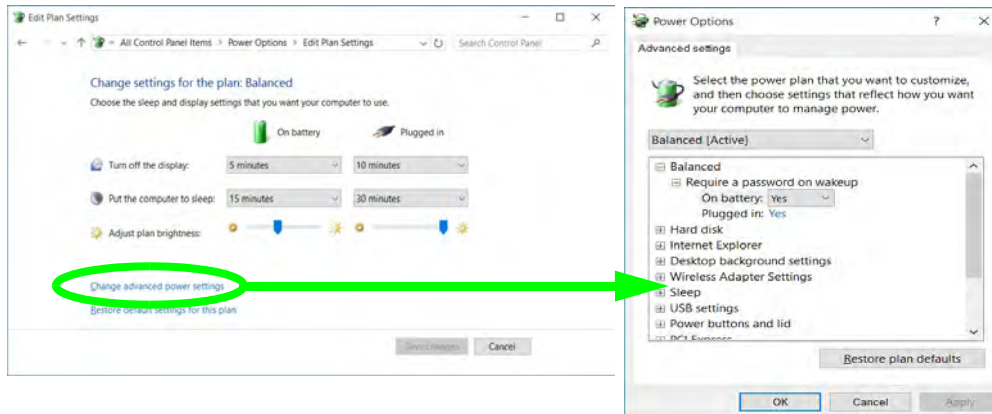 Edit Plan Settings
All Control Panel Items > Power Options > Edit Plan Settings
Search Control Panel
Change settings for the plan: Balanced
Choose the sleep and display settings that you want your computer to use.
On battery
Plugged in
Turn off the display:
5 minutes
10 minutes
Put the computer to sleep:
15 minutes
30 minutes
Adjust plan brightness:
Change advanced power settings
Restore default settings for this plan
Save changes
Cancel
Power Options
?
Advanced settings
Select the power plan that you want to customize,
and then choose settings that reflect how you want
your computer to manage power.
Balanced [Active]
Balanced
Require a password on wakeup
On battery: Yes
Plugged in: Yes
Hard disk
Internet Explorer
Desktop background settings
Wireless Adapter Settings
Sleep
USB settings
Power buttons and lid
PCI Express
Restore plan defaults
OK
Cancel
Apply